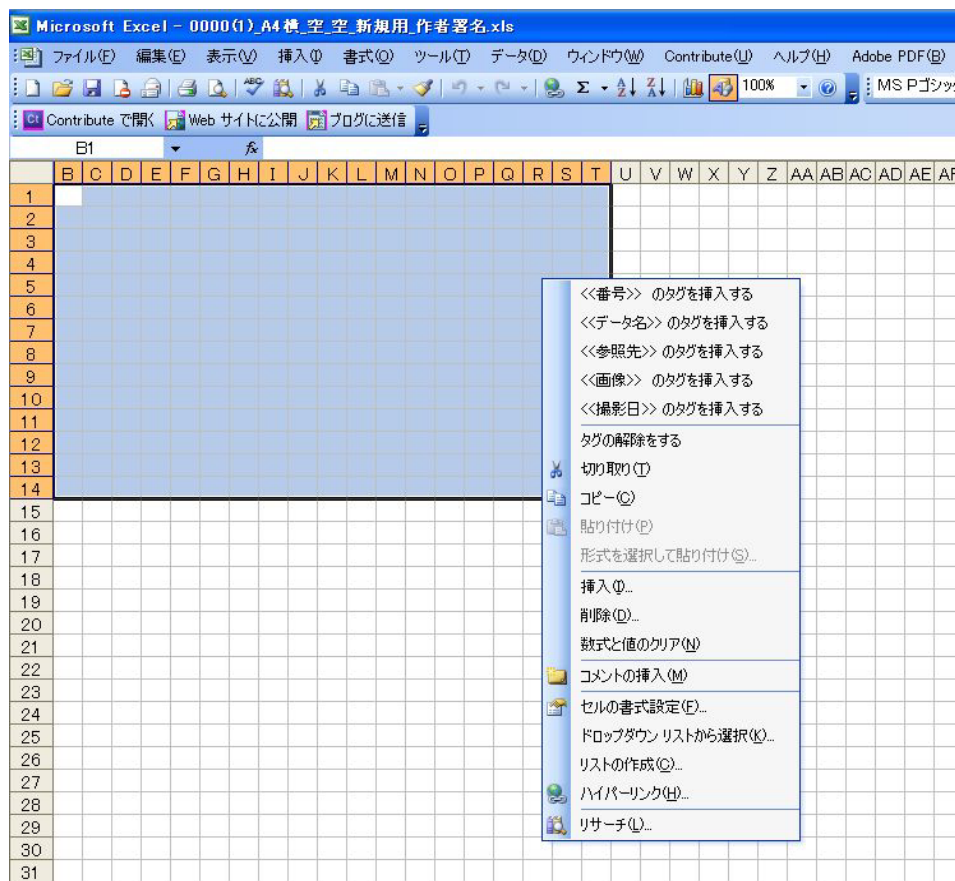 Microsoft Excel - 0000(1)_A4横_空_空_新規用_作者署名.xls
ファイル(F) 編集(E) 表示(V) 挿入(I) 書式(O) ツール(T) データ(D) ウィンドウ(W) Contribute(U) ヘルプ(H) Adobe PDF(B)
ABC Σ 100% MS Pゴシッ
Ct Contribute で開く Web サイトに公開 ブログに送信
B1 fx
B C D E F G H I J K L M N O P Q R S T U V W X Y Z AA AB AC AD AE AF
1
2
3
4
5
6
7
8
9
10
11
12
13
14
15
16
17
18
19
20
21
22
23
24
25
26
27
28
29
30
31
<<番号>> のタグを挿入する
<<データ名>> のタグを挿入する
<<参照先>> のタグを挿入する
<<画像>> のタグを挿入する
<<撮影日>> のタグを挿入する
タグの解除をする
切り取り(T)
コピー(C)
貼り付け(P)
形式を選択して貼り付け(S)...
挿入(I)...
削除(D)...
数式と値のクリア(N)
コメントの挿入(M)
セルの書式設定(F)...
ドロップダウン リストから選択(K)...
リストの作成(C)...
ハイパーリンク(H)...
リサーチ(L)...